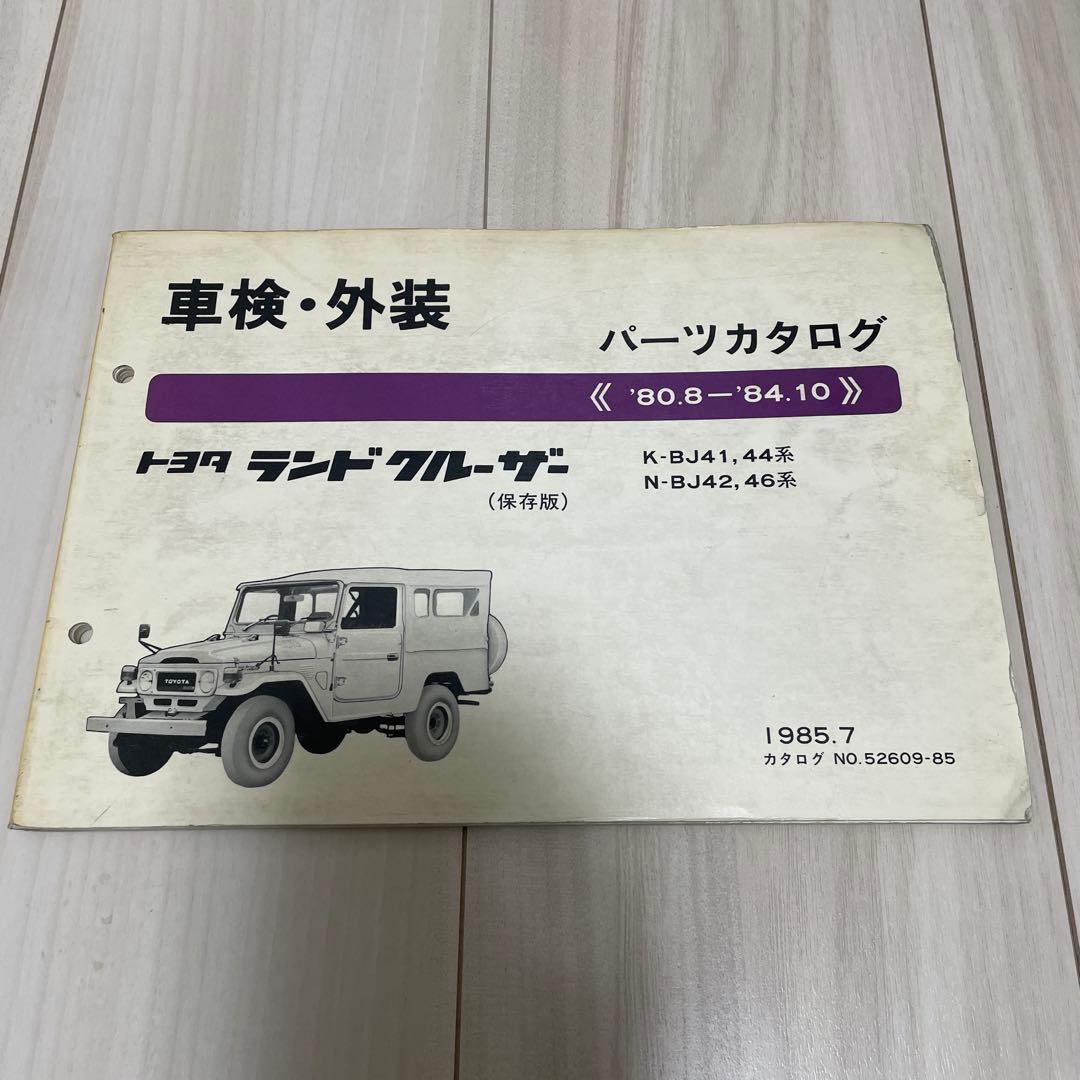 車検・外装
パーツカタログ
《 '80.8－'84.10 》
トヨタ ランドクルーザー
(保存版)
K-BJ41, 44系
N-BJ42, 46系
TOYOTA
1985.7
カタログ NO.52609-85